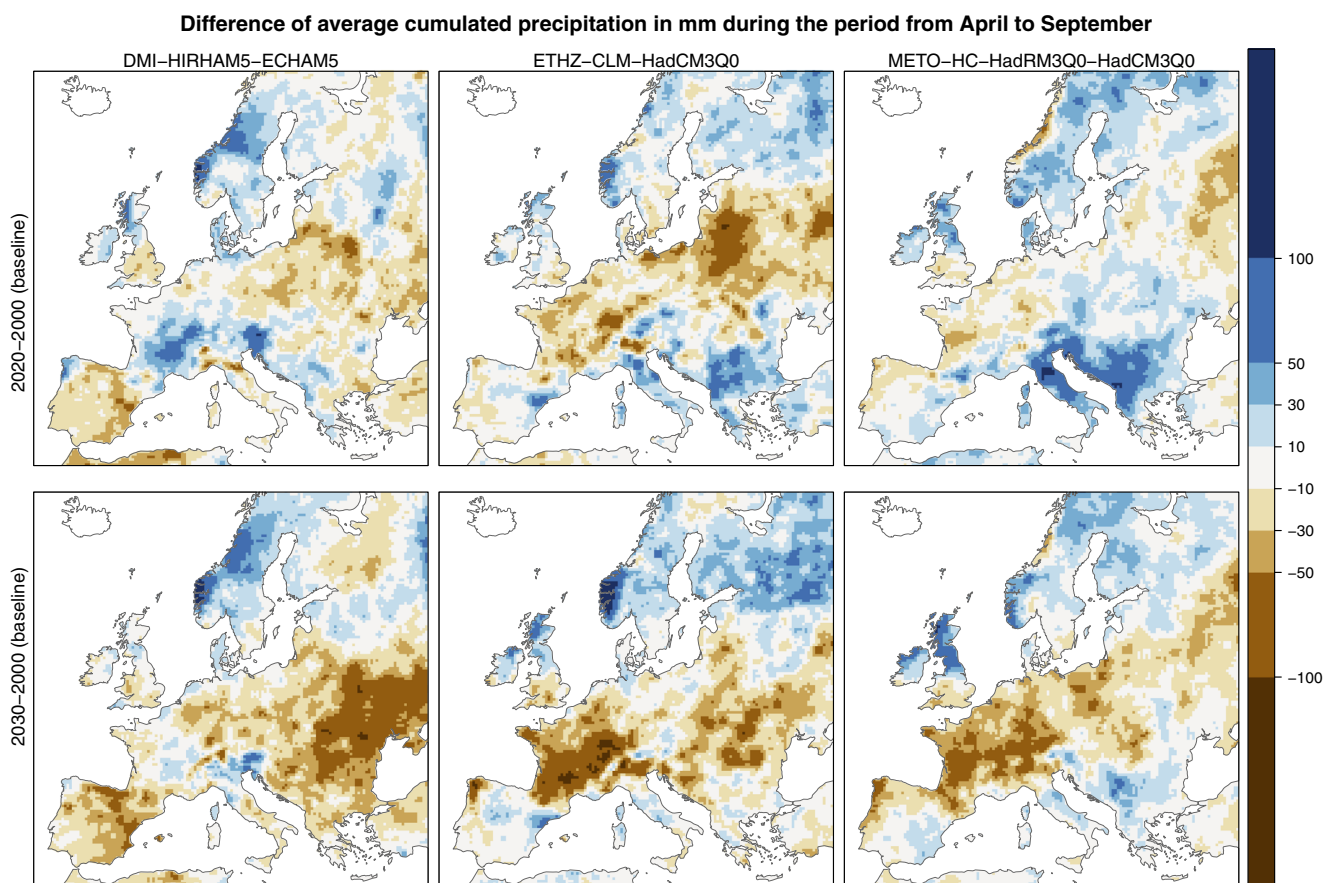 Difference of average cumulated precipitation in mm during the period from April to September
DMI−HIRHAM5−ECHAM5
ETHZ−CLM−HadCM3Q0
METO−HC−HadRM3Q0−HadCM3Q0
2020−2000 (baseline)
2030−2000 (baseline)
100
50
30
10
−10
−30
−50
−100